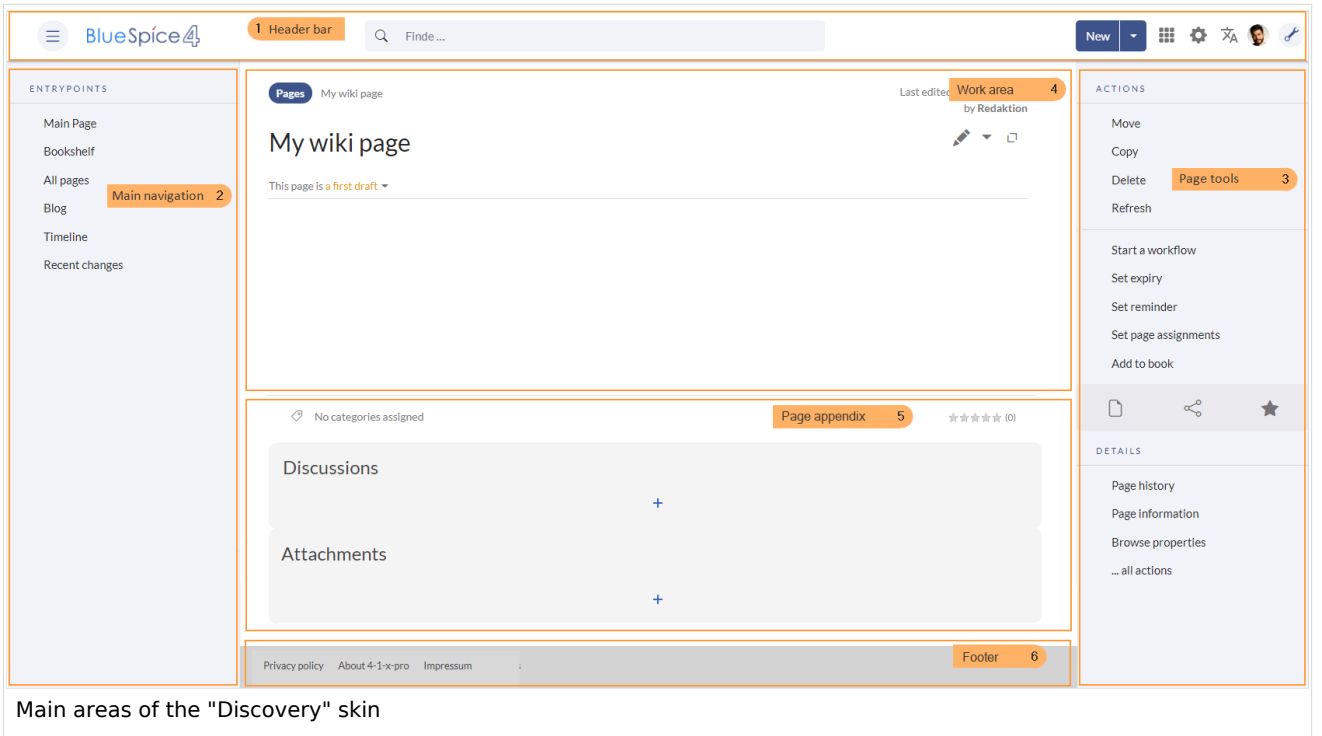 BlueSpice 4
1 Header bar
Finde ...
New
ENTRYPOINTS
Main Page
Bookshelf
All pages
Blog
Timeline
Recent changes
Main navigation 2
Pages My wiki page
Last edited
by Redaktion
Work area 4
My wiki page
This page is a first draft
ACTIONS
Move
Copy
Delete
Refresh
Page tools 3
Start a workflow
Set expiry
Set reminder
Set page assignments
Add to book
DETAILS
Page history
Page information
Browse properties
... all actions
No categories assigned
Page appendix 5
(0)
Discussions
+
Attachments
+
Privacy policy About 4-1-x-pro Impressum
Footer 6
Main areas of the "Discovery" skin